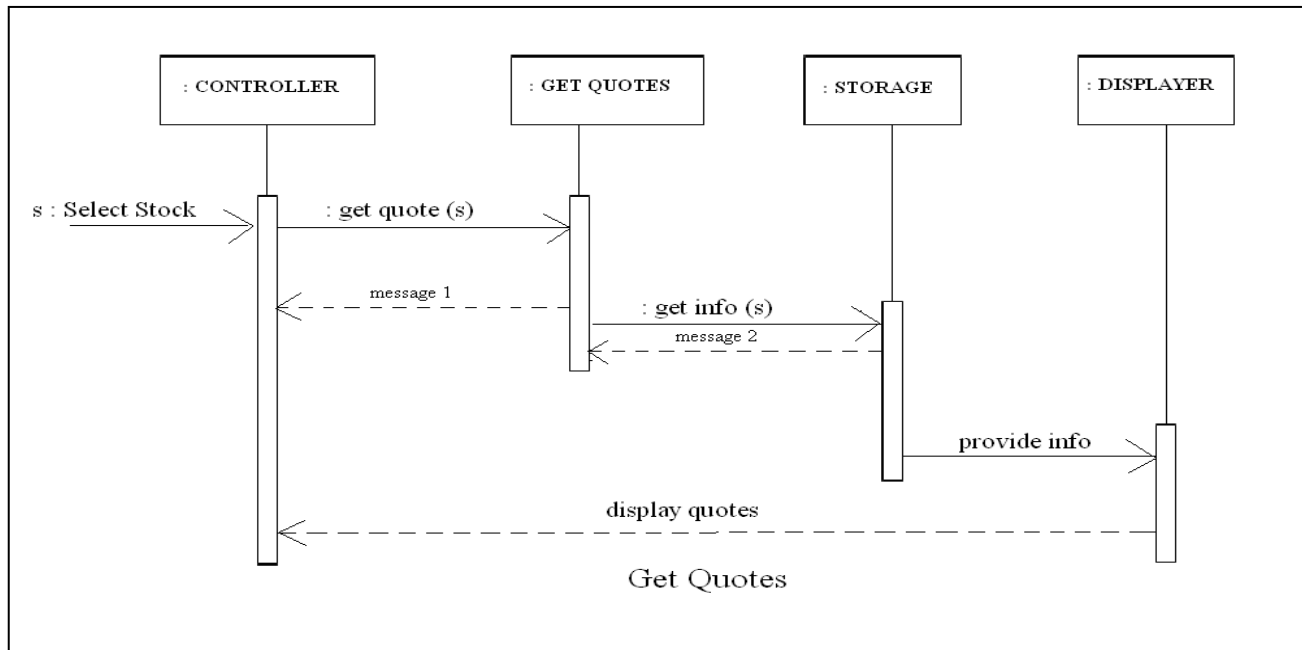 : CONTROLLER
: GET QUOTES
: STORAGE
: DISPLAYER
s : Select Stock
: get quote (s)
message 1
: get info (s)
message 2
provide info
display quotes
Get Quotes